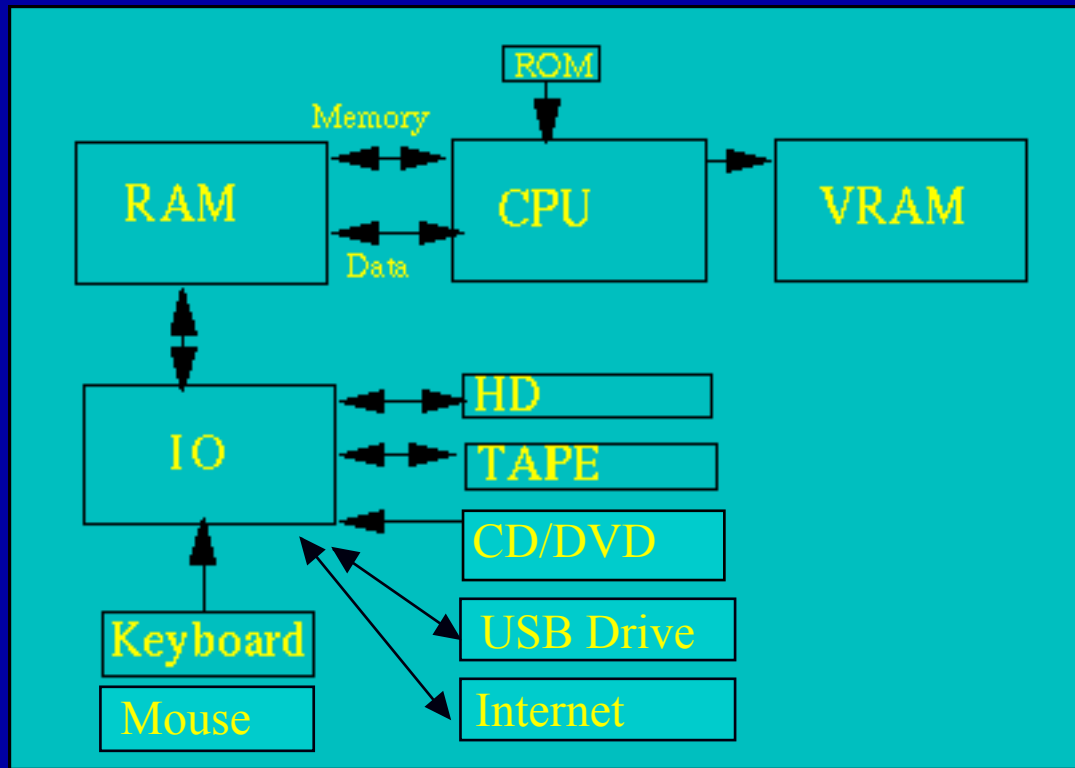 ROM
Memory
RAM
CPU
VRAM
Data
HD
IO
TAPE
CD/DVD
Keyboard
USB Drive
Mouse
Internet